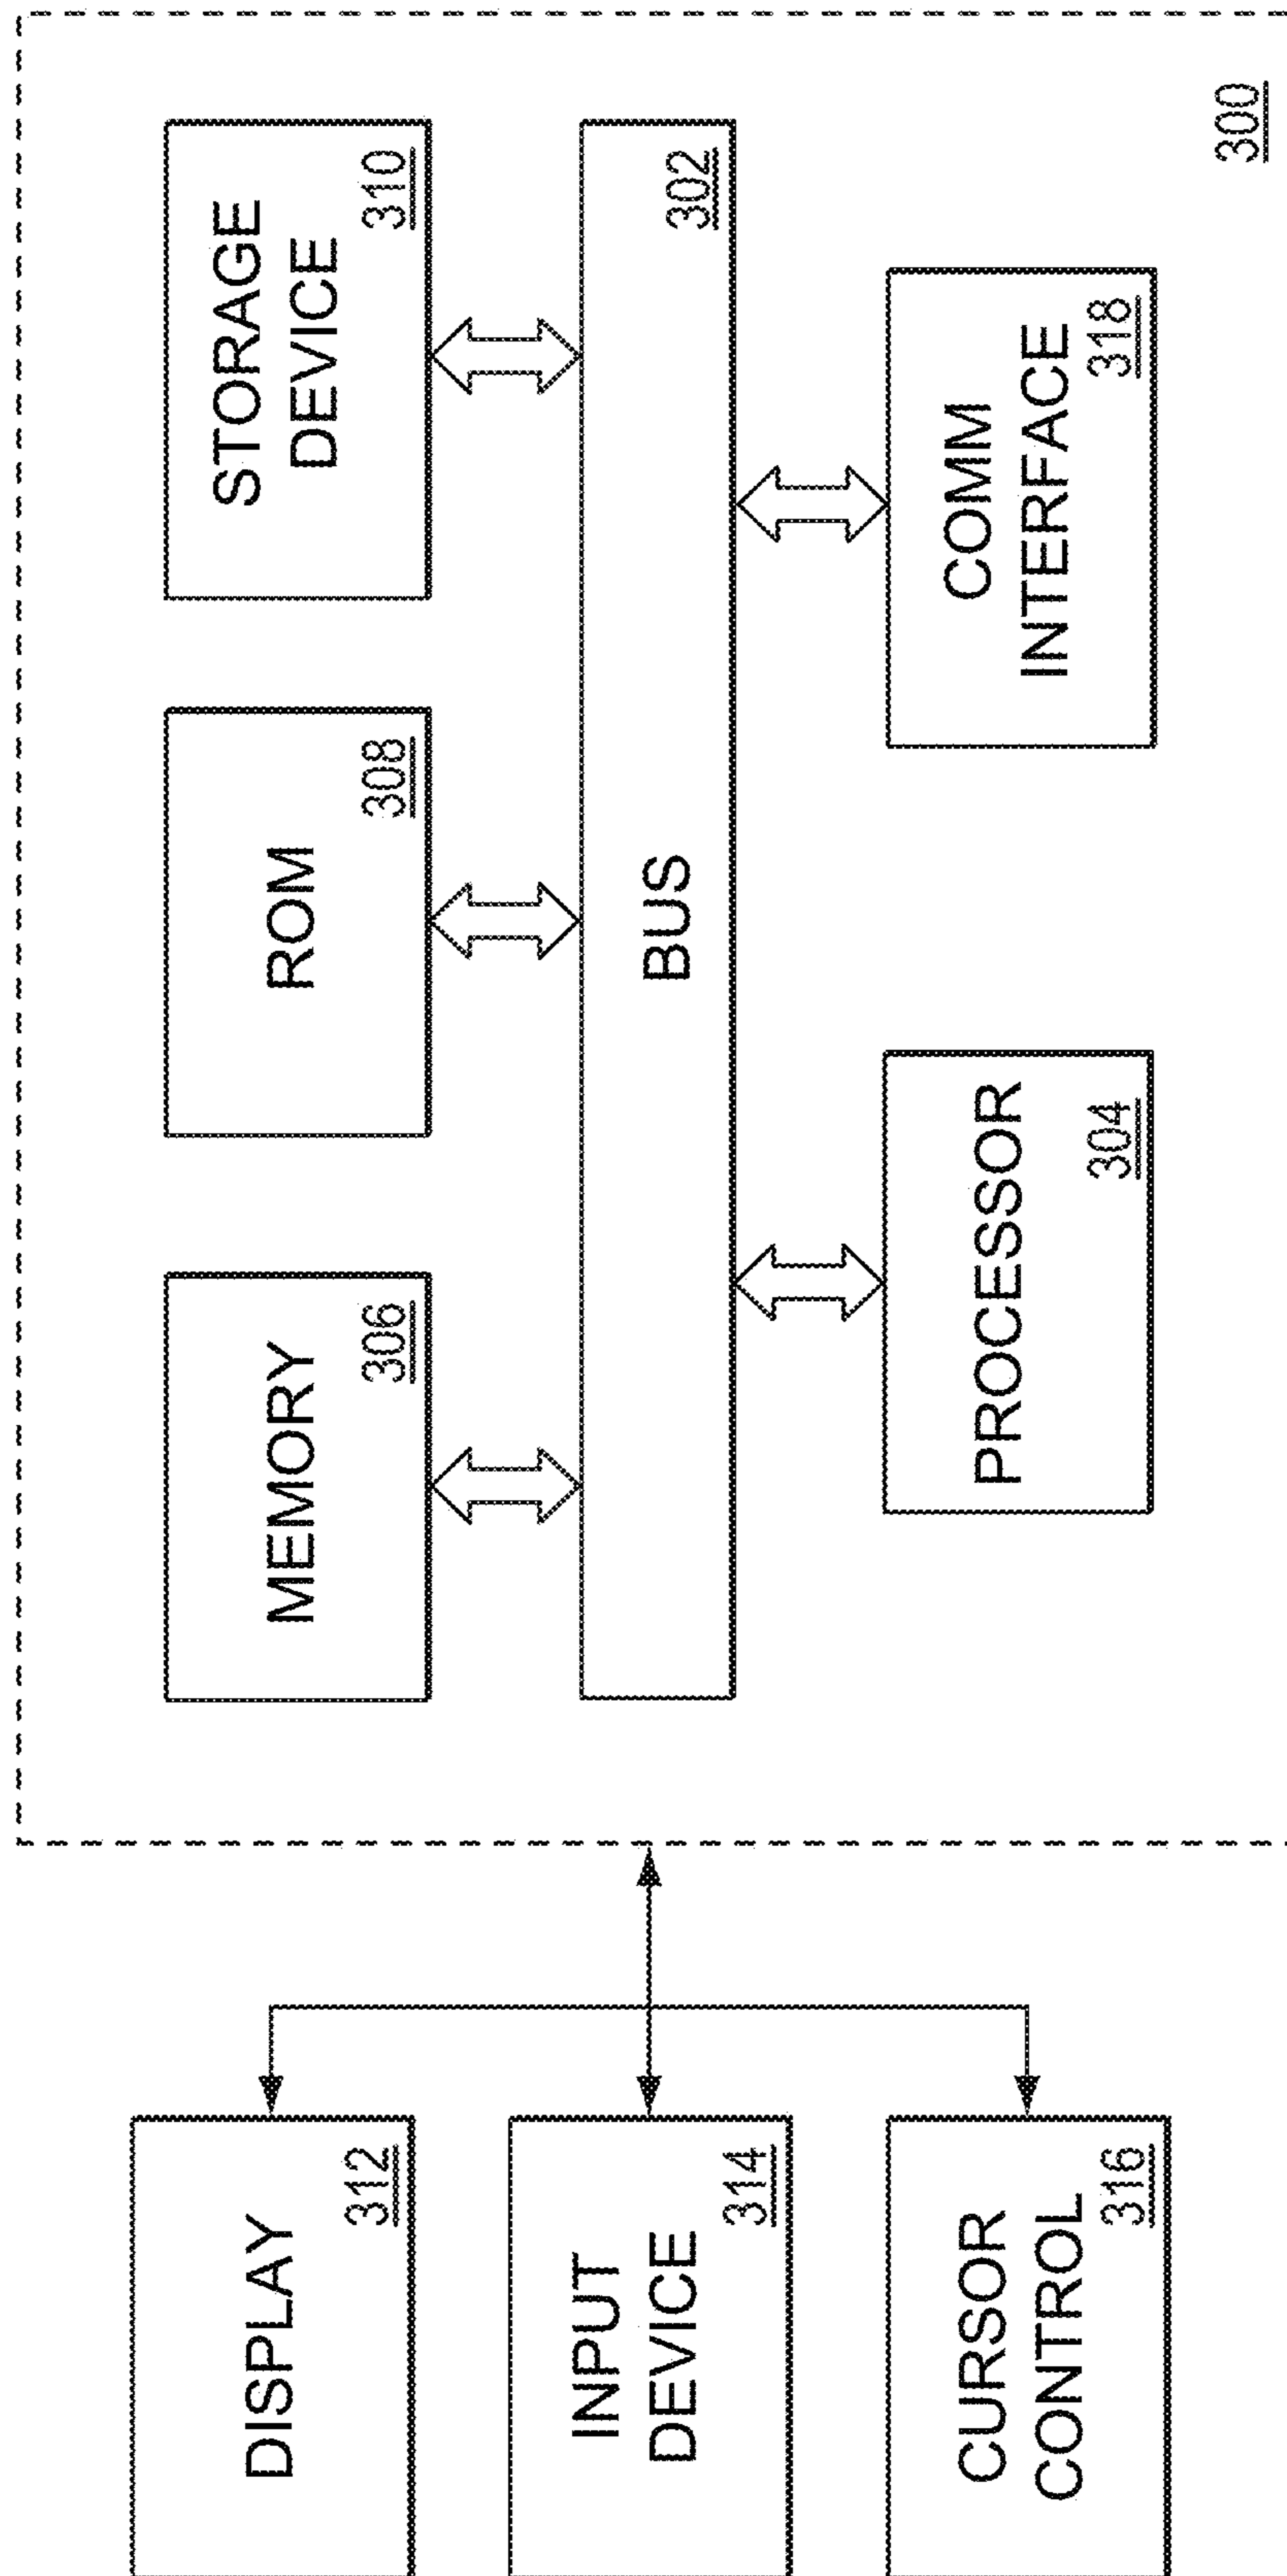 DISPLAY
312
INPUT
DEVICE
314
CURSOR
CONTROL
316
MEMORY
306
ROM
308
STORAGE
DEVICE
310
BUS
302
PROCESSOR
304
COMM
INTERFACE
318
300